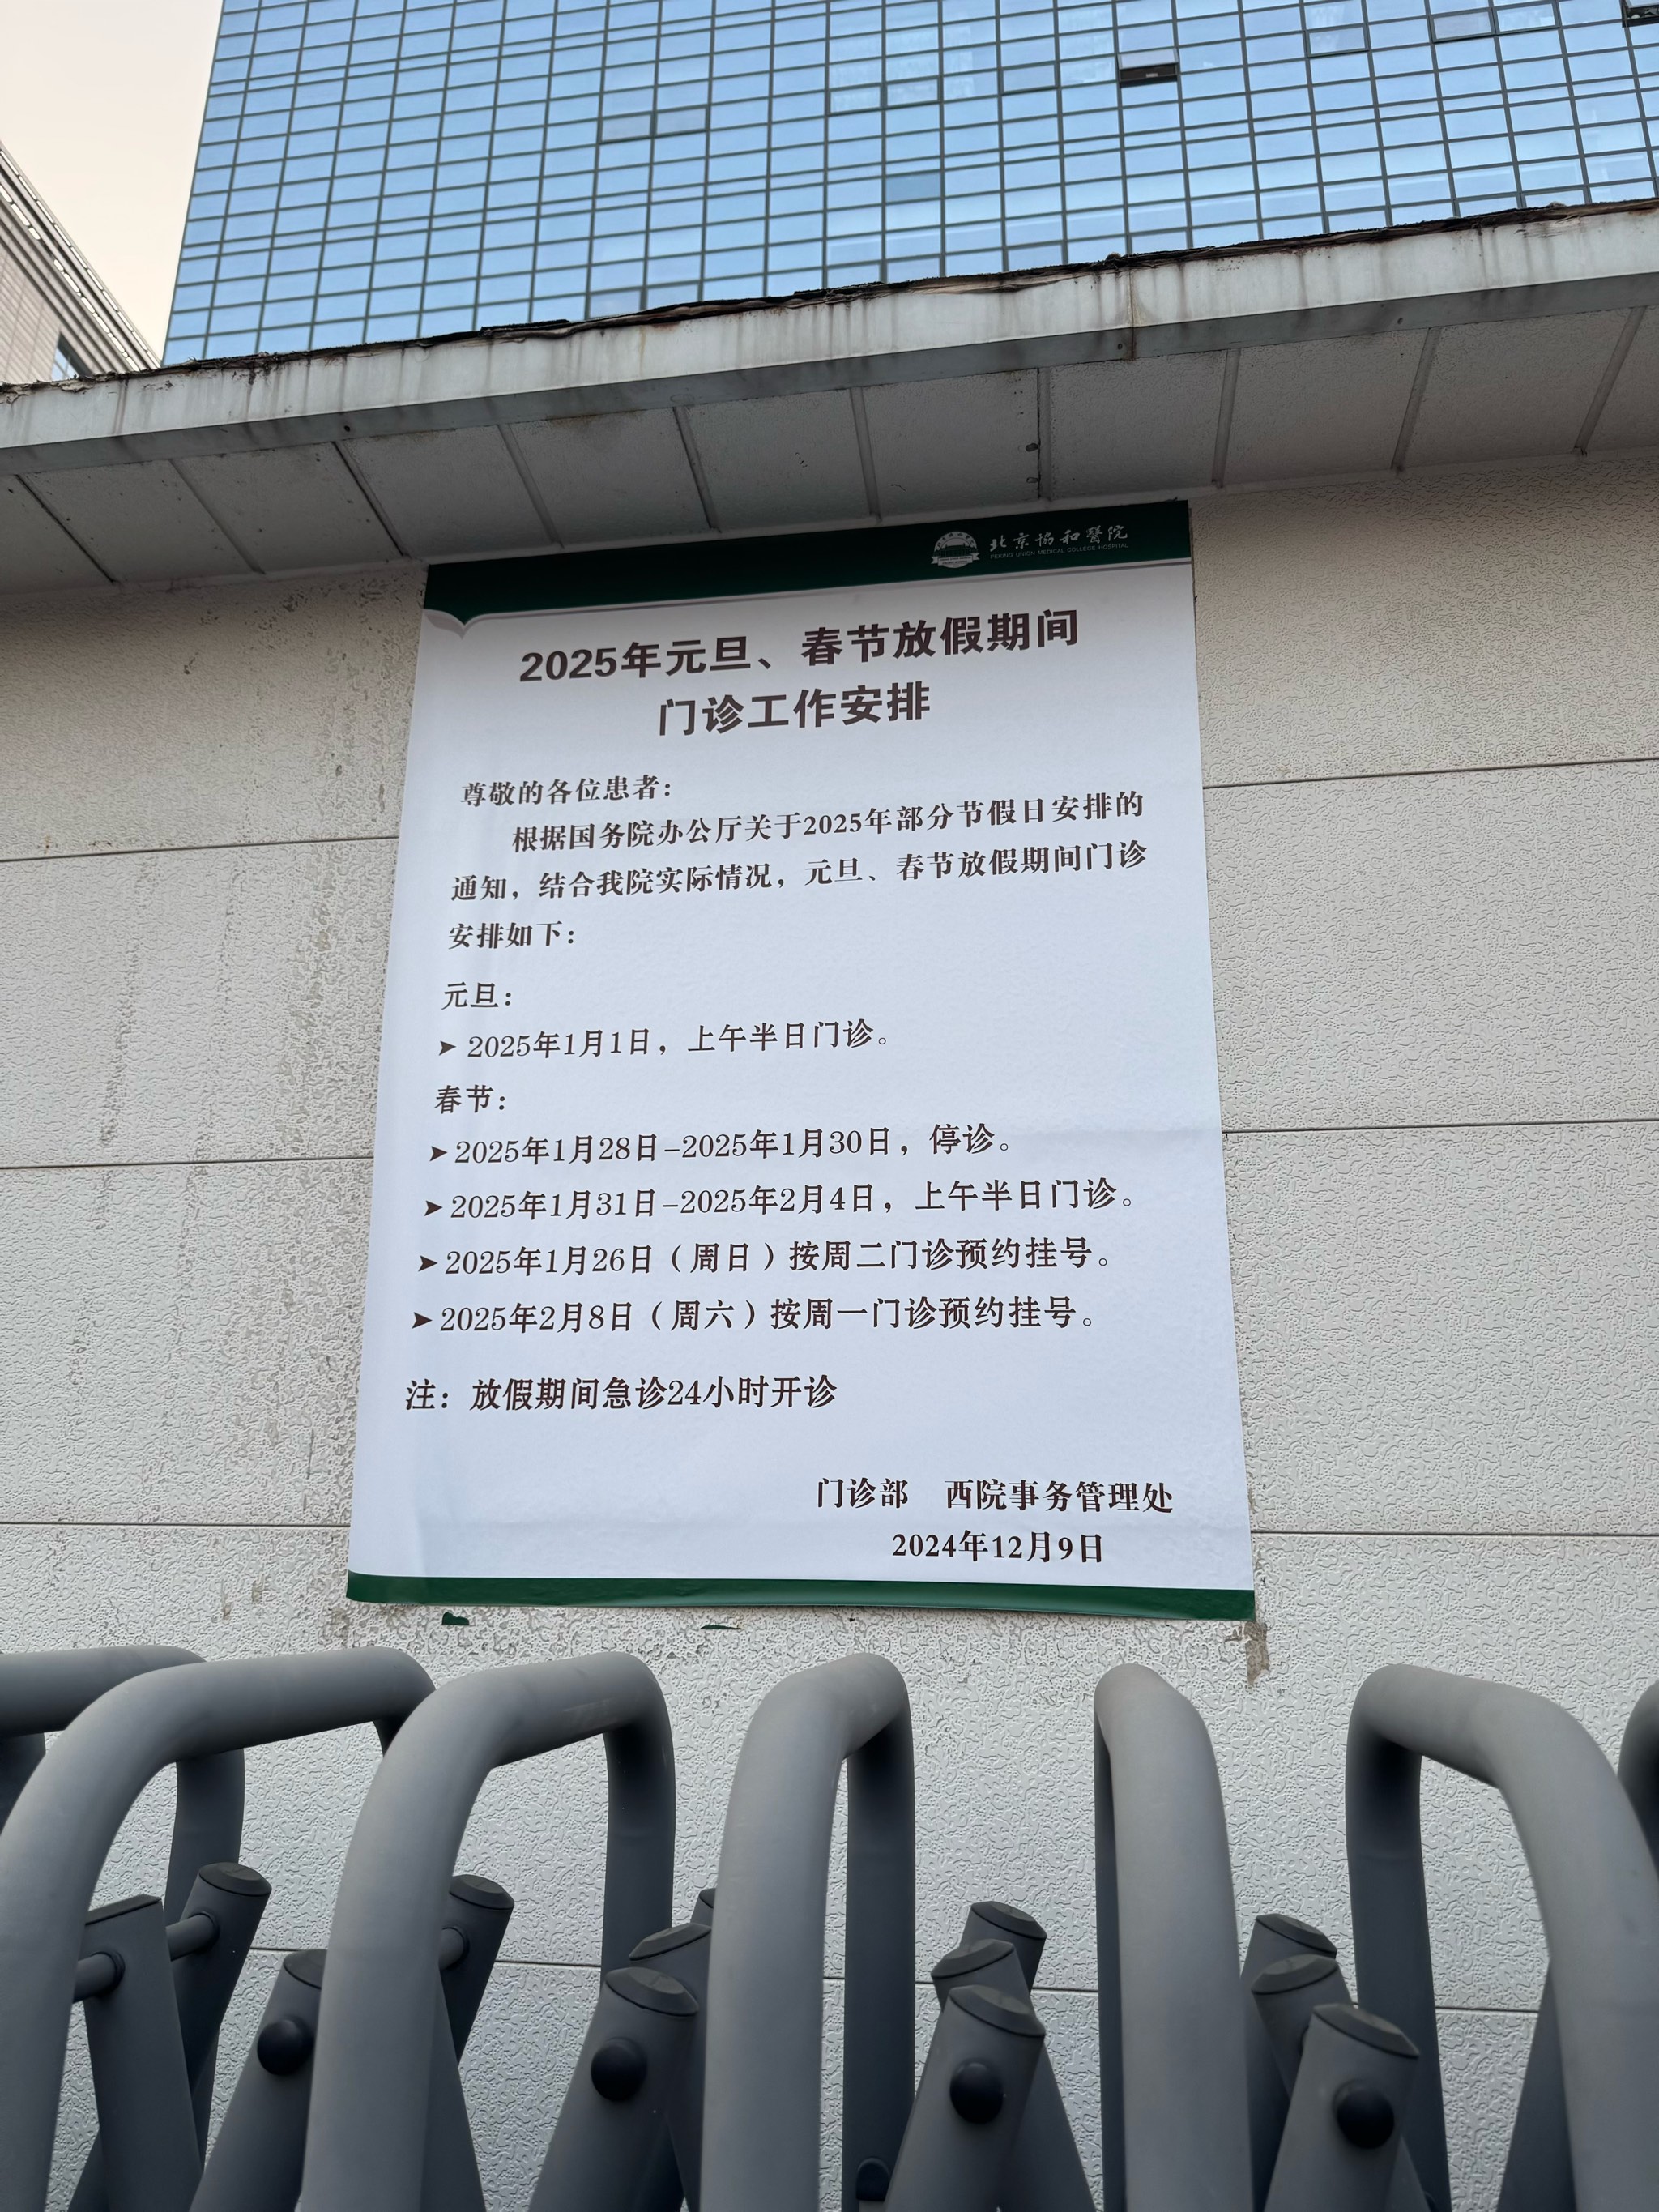 北京协和醫院
PEKING UNION MEDICAL COLLEGE HOSPITAL
2025年元旦、春节放假期间
门诊工作安排
尊敬的各位患者：
根据国务院办公厅关于2025年部分节假日安排的
通知，结合我院实际情况，元旦、春节放假期间门诊
安排如下：
元旦：
➤ 2025年1月1日，上午半日门诊。
春节：
➤2025年1月28日-2025年1月30日，停诊。
➤2025年1月31日-2025年2月4日，上午半日门诊。
➤2025年1月26日（周日）按周二门诊预约挂号。
➤2025年2月8日（周六）按周一门诊预约挂号。
注：放假期间急诊24小时开诊
门诊部 西院事务管理处
2024年12月9日